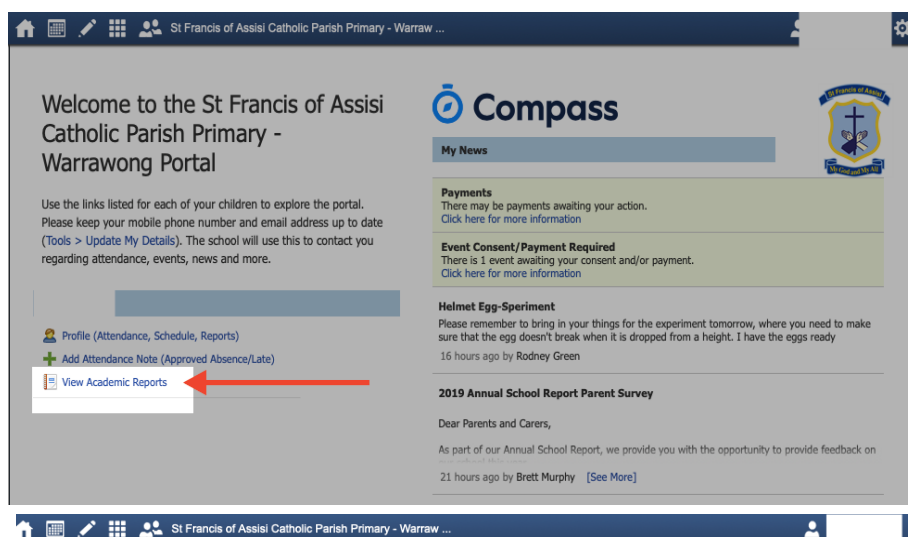 St Francis of Assisi Catholic Parish Primary - Warraw ...
Welcome to the St Francis of Assisi
Catholic Parish Primary -
Warrawong Portal
Use the links listed for each of your children to explore the portal.
Please keep your mobile phone number and email address up to date
(Tools > Update My Details). The school will use this to contact you
regarding attendance, events, news and more.
Profile (Attendance, Schedule, Reports)
Add Attendance Note (Approved Absence/Late)
View Academic Reports
Compass
St Francis of Assisi
My God and My All
My News
Payments
There may be payments awaiting your action.
Click here for more information
Event Consent/Payment Required
There is 1 event awaiting your consent and/or payment.
Click here for more information
Helmet Egg-Speriment
Please remember to bring in your things for the experiment tomorrow, where you need to make
sure that the egg doesn't break when it is dropped from a height. I have the eggs ready
16 hours ago by Rodney Green
2019 Annual School Report Parent Survey
Dear Parents and Carers,
As part of our Annual School Report, we provide you with the opportunity to provide feedback on
21 hours ago by Brett Murphy [See More]
St Francis of Assisi Catholic Parish Primary - Warraw ...